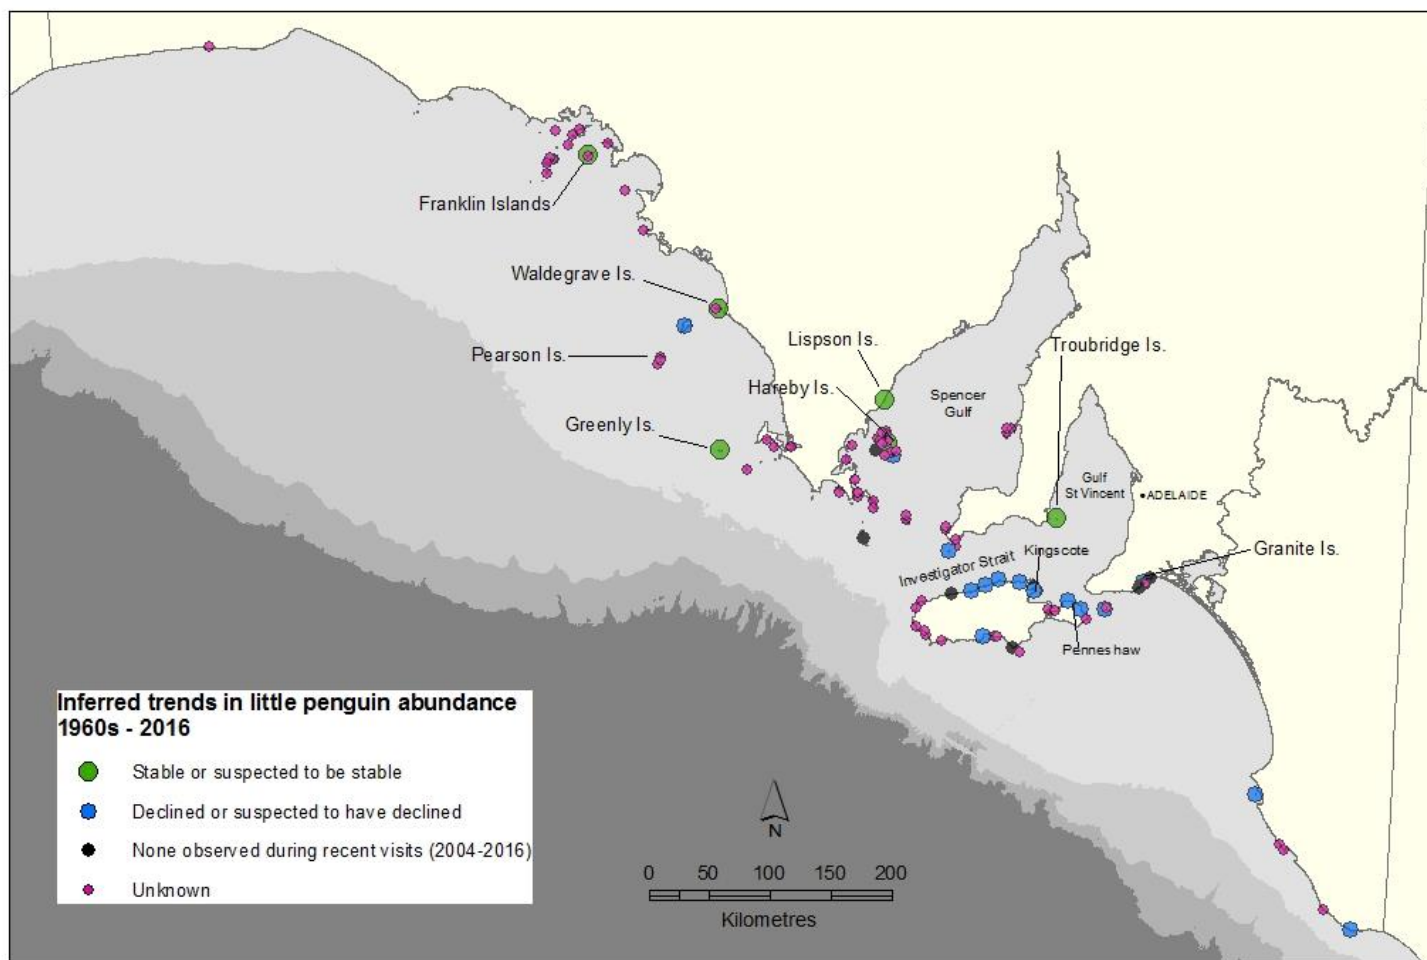 Franklin Islands
Waldegrave Is.
Lispson Is.
Troubridge Is.
Pearson Is.
Hareby Is.
Spencer
Gulf
Greenly Is.
Gulf
St Vincent
ADELAIDE
Granite Is.
Kingscote
Investigator Strait
Penneshaw
Inferred trends in little penguin abundance
1960s - 2016
Stable or suspected to be stable
Declined or suspected to have declined
None observed during recent visits (2004-2016)
Unknown
N
0 50 100 150 200
Kilometres